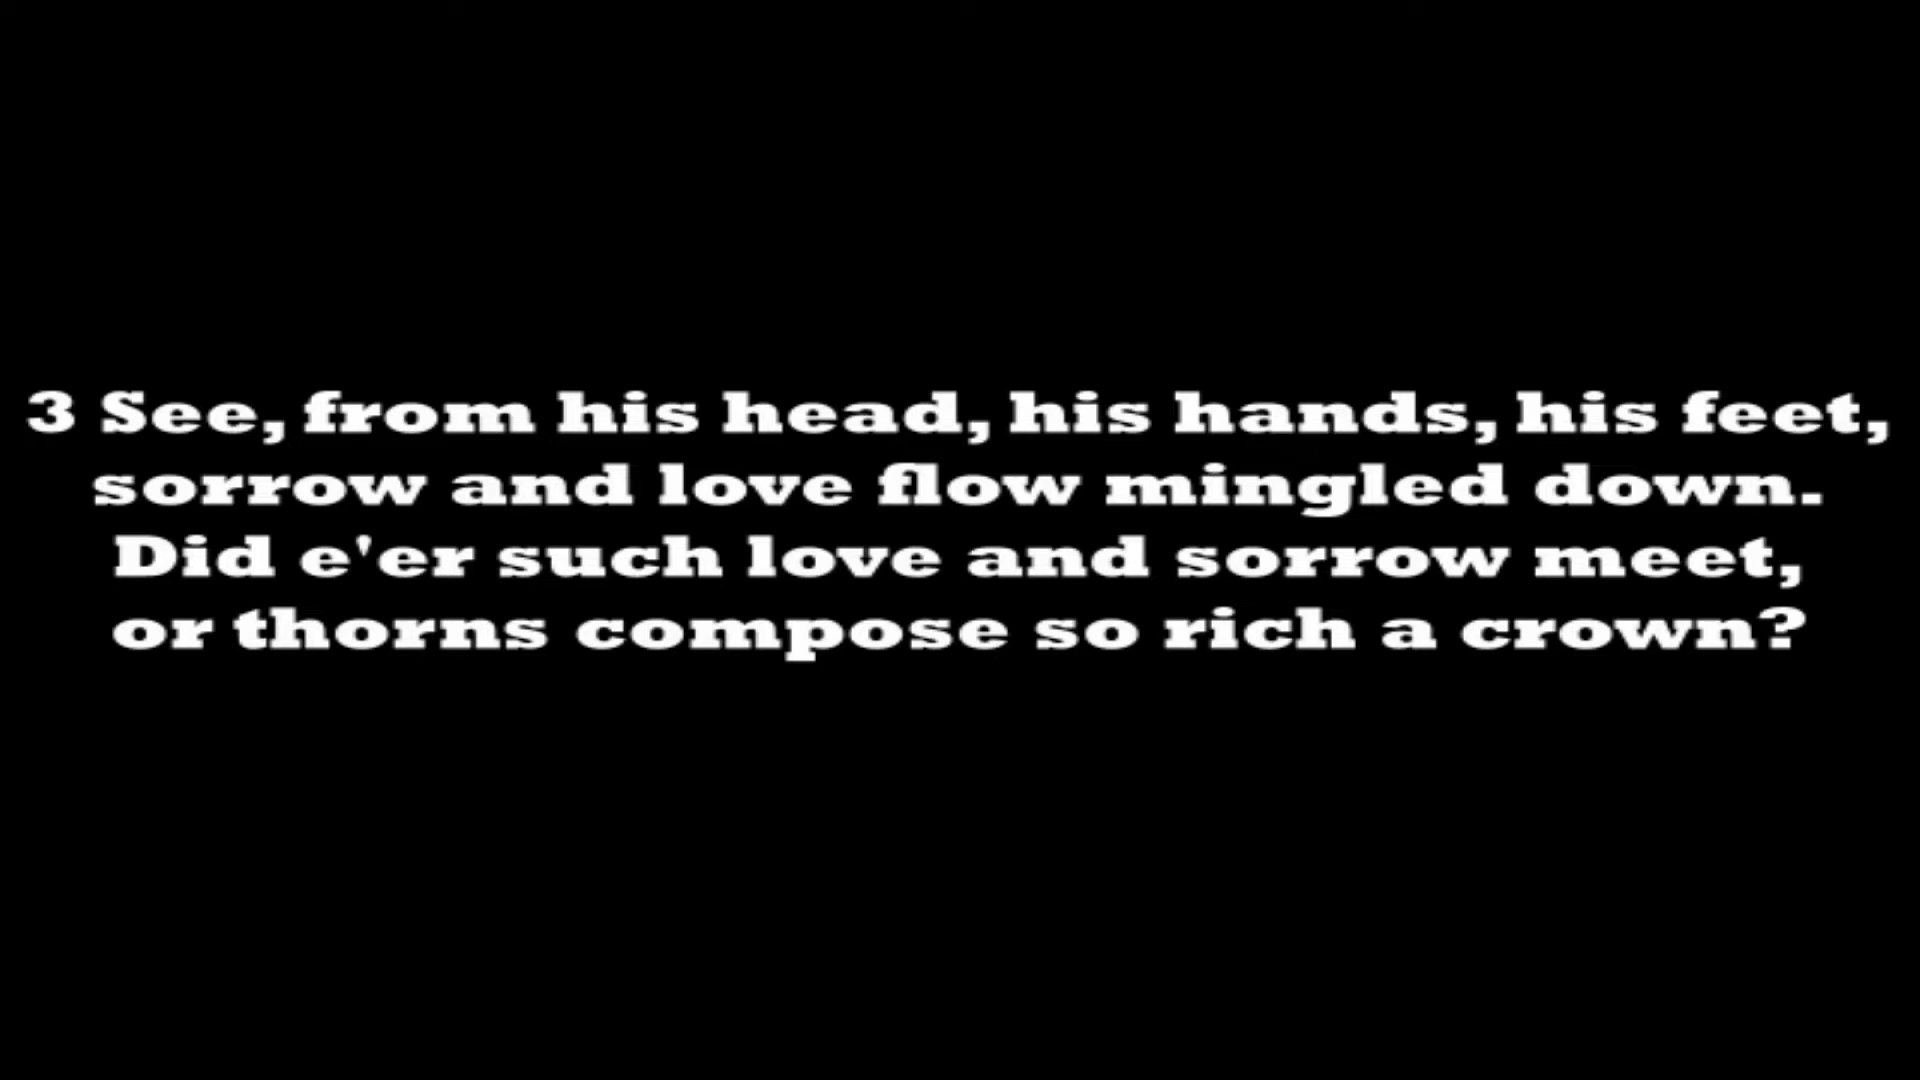 3 See, from his head, his hands, his feet,
sorrow and love flow mingled down.
Did e'er such love and sorrow meet,
or thorns compose so rich a crown?